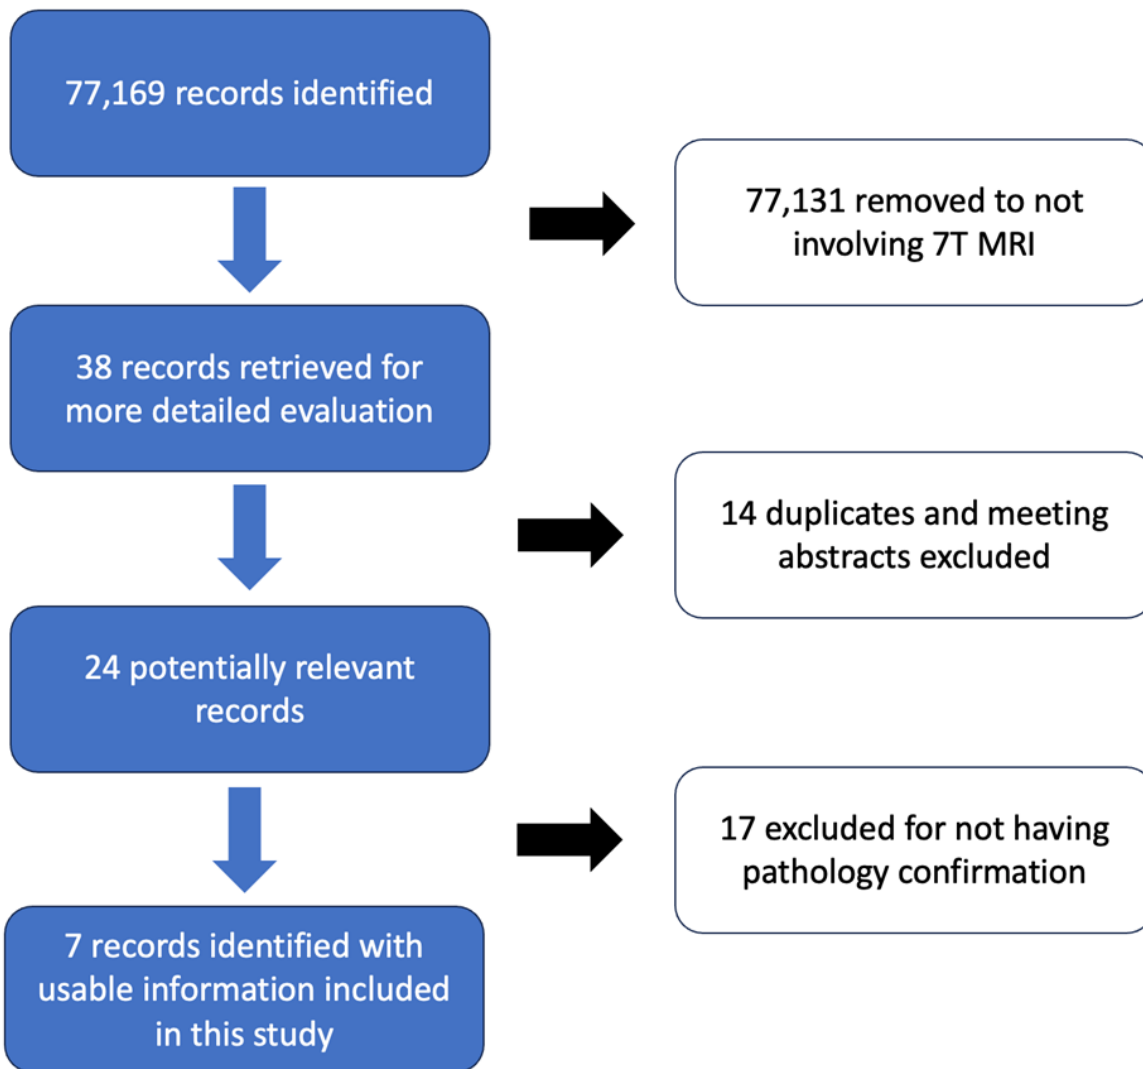 77,169 records identified
77,131 removed to not
involving 7T MRI
38 records retrieved for
more detailed evaluation
14 duplicates and meeting
abstracts excluded
24 potentially relevant
records
17 excluded for not having
pathology confirmation
7 records identified with
usable information included
in this study